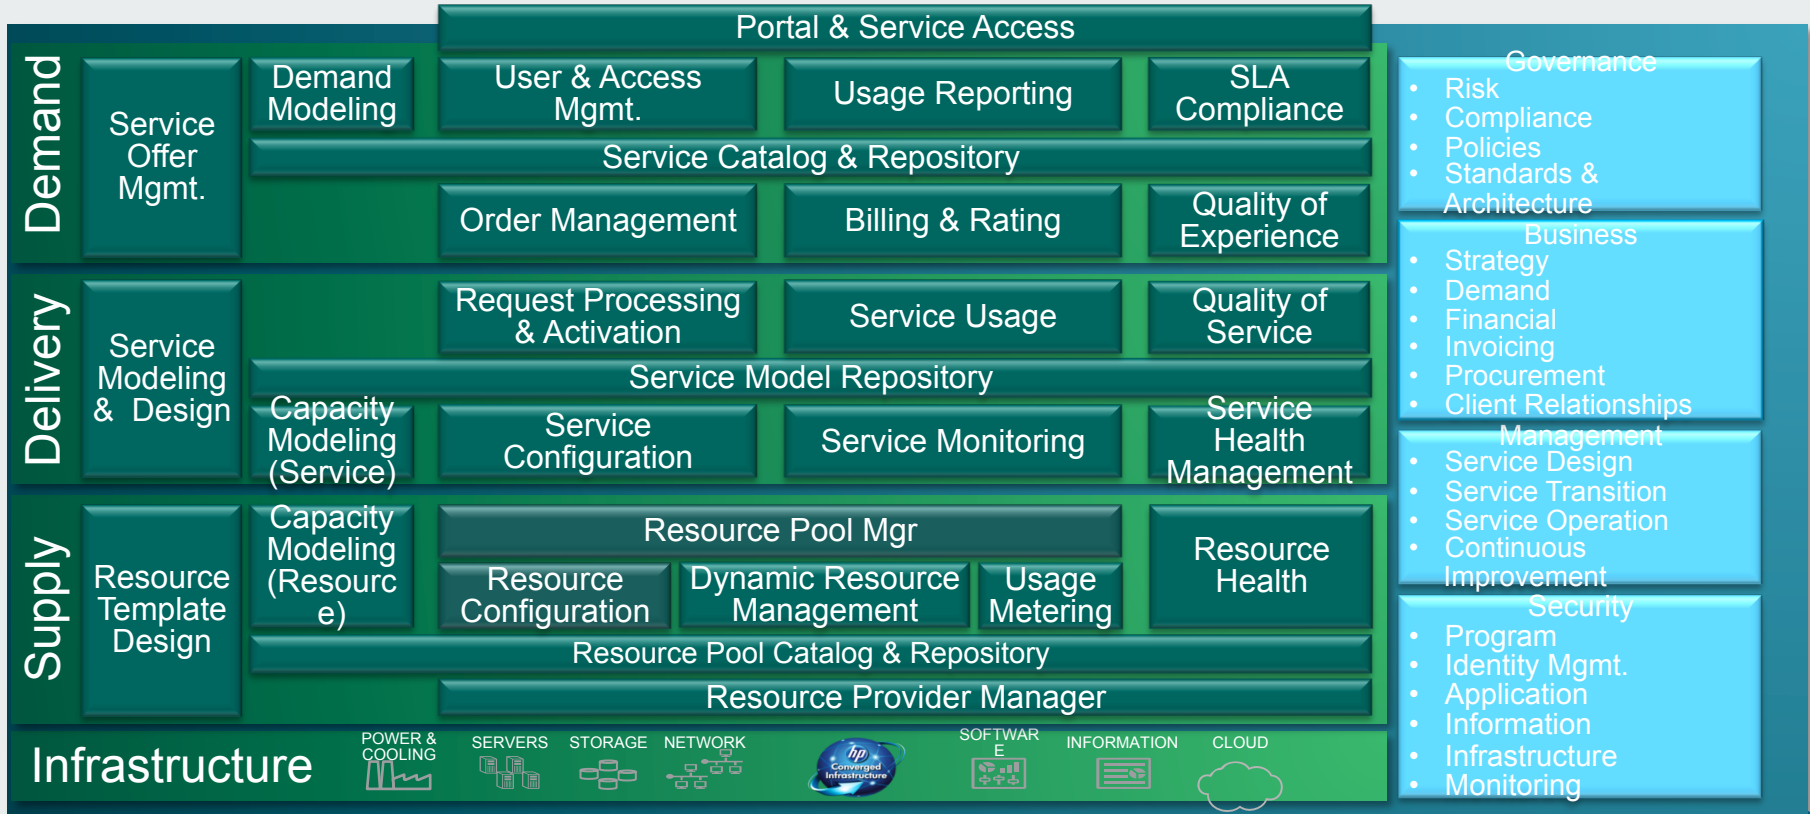 Portal & Service Access
Demand
Service
Offer
Mgmt.
Demand
Modeling
User & Access
Mgmt.
Usage Reporting
SLA
Compliance
Service Catalog & Repository
Order Management
Billing & Rating
Quality of
Experience
Delivery
Service
Modeling
& Design
Request Processing
& Activation
Service Usage
Quality of
Service
Service Model Repository
Capacity
Modeling
(Service)
Service
Configuration
Service Monitoring
Service
Health
Management
Supply
Resource
Template
Design
Capacity
Modeling
(Resourc
e)
Resource Pool Mgr
Resource
Configuration
Dynamic Resource
Management
Usage
Metering
Resource
Health
Resource Pool Catalog & Repository
Resource Provider Manager
Infrastructure
POWER &
COOLING
SERVERS
STORAGE
NETWORK
hp
Converged
Infrastructure
SOFTWAR
E
INFORMATION
CLOUD
Governance
• Risk
• Compliance
• Policies
• Standards &
Architecture
Business
• Strategy
• Demand
• Financial
• Invoicing
• Procurement
• Client Relationships
Management
• Service Design
• Service Transition
• Service Operation
• Continuous
Improvement
Security
• Program
• Identity Mgmt.
• Application
• Information
• Infrastructure
• Monitoring